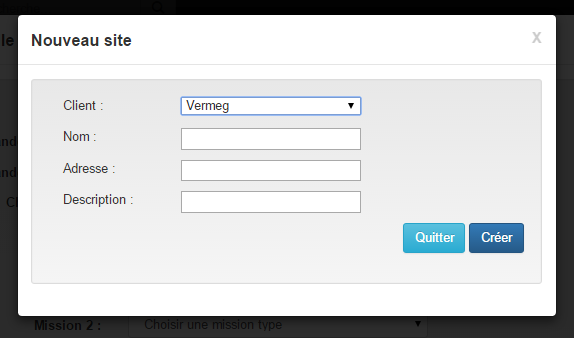 Nouveau site
X
Client :
Vermeg
Nom :
Adresse :
Description :
Quitter
Créer
Mission 2 :
Choisir une mission type